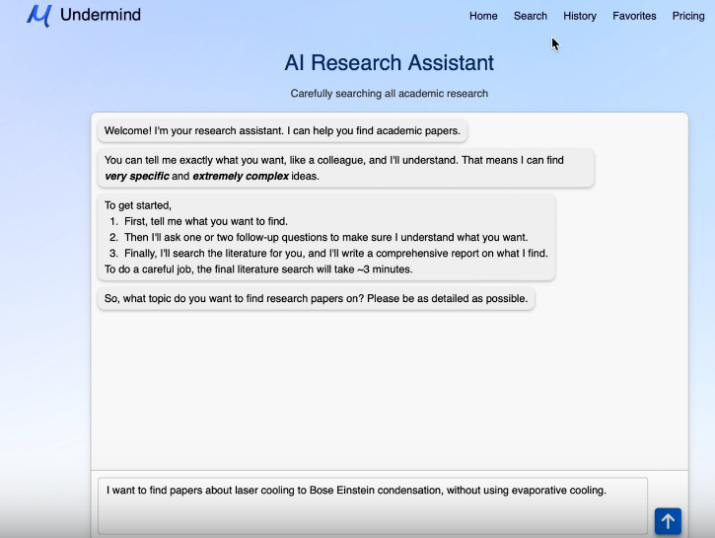 Undermind
Home Search History Favorites Pricing
AI Research Assistant
Carefully searching all academic research
Welcome! I'm your research assistant. I can help you find academic papers.
You can tell me exactly what you want, like a colleague, and I'll understand. That means I can find
very specific and extremely complex ideas.
To get started,
1. First, tell me what you want to find.
2. Then I'll ask one or two follow-up questions to make sure I understand what you want.
3. Finally, I'll search the literature for you, and I'll write a comprehensive report on what I find.
To do a careful job, the final literature search will take ~3 minutes.
So, what topic do you want to find research papers on? Please be as detailed as possible.
I want to find papers about laser cooling to Bose Einstein condensation, without using evaporative cooling.